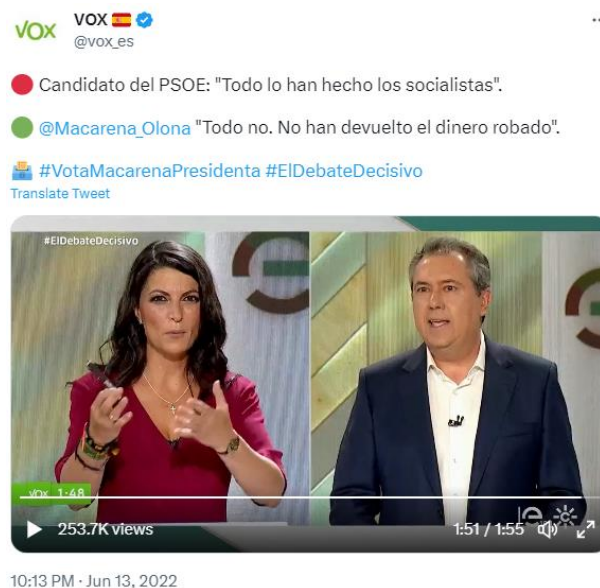 VOX
VOX 🇪🇸
@vox_es
🔴 Candidato del PSOE: "Todo lo han hecho los socialistas".
🟢 @Macarena_Olona "Todo no. No han devuelto el dinero robado".
🗳️ #VotaMacarenaPresidenta #ElDebateDecisivo
Translate Tweet
#ElDebateDecisivo
VOX 1:48
253.7K views
1:51 / 1:55
10:13 PM · Jun 13, 2022